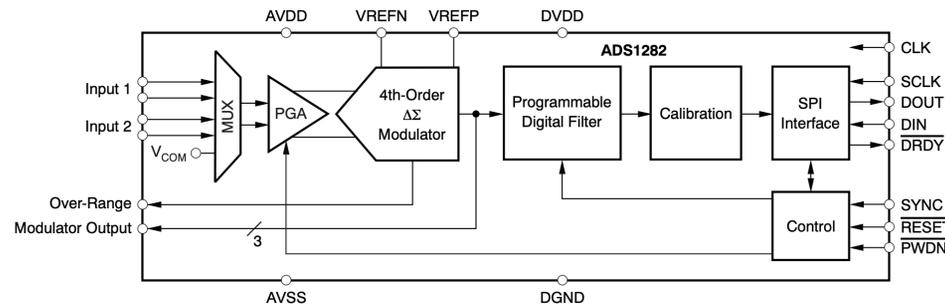 AVDD VREFN VREFP DVDD
ADS1282
CLK
Input 1
Input 2
VCOM
MUX
PGA
4th-Order
ΔΣ
Modulator
Programmable
Digital Filter
Calibration
SPI
Interface
SCLK
DOUT
DIN
DRDY
Over-Range
Modulator Output
3
Control
SYNC
RESET
PWDN
AVSS DGND